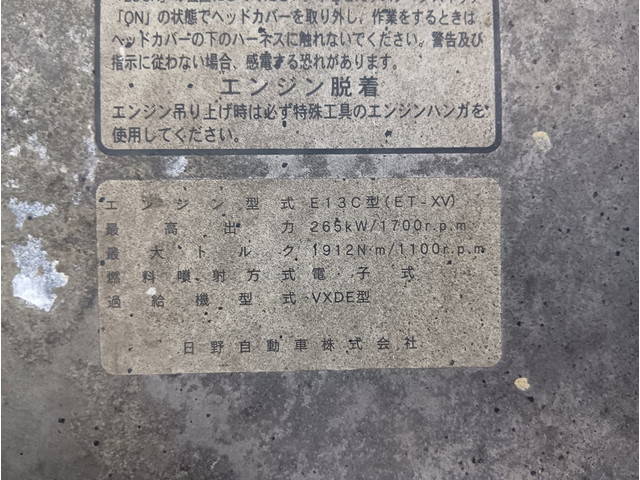 「ON」の状態でヘッドカバーを取り外し、作業をするときは
ヘッドカバーの下のハーネスに触れないでください。警告及び
指示に従わない場合、感電する恐れがあります。
エンジン脱着
エンジン吊り上げ時は必ず特殊工具のエンジンハンガを
使用してください。
エンジン型式 E13C型(ET-XV)
最高出力 265kW/1700r.p.m
最大トルク 1912N·m/1100r.p.m
燃料噴射方式 電子式
過給機型式 VXDE型
日野自動車株式会社